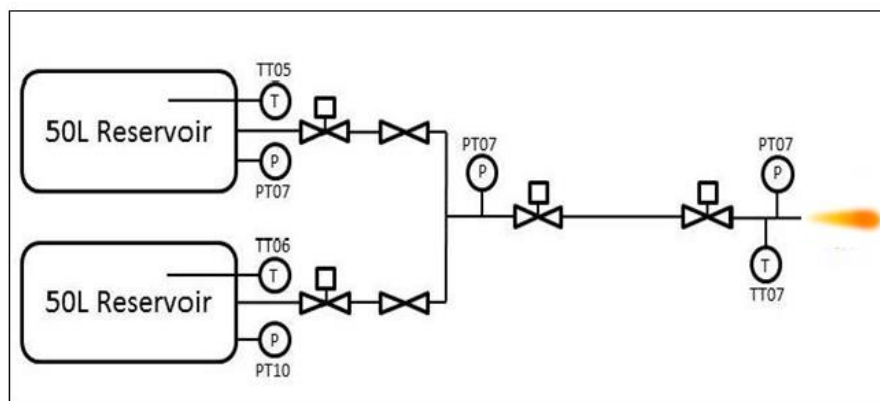 TT05
T
50L Reservoir
P
PT07
PT07
P
PT07
P
TT06
T
50L Reservoir
P
PT10
T
TT07